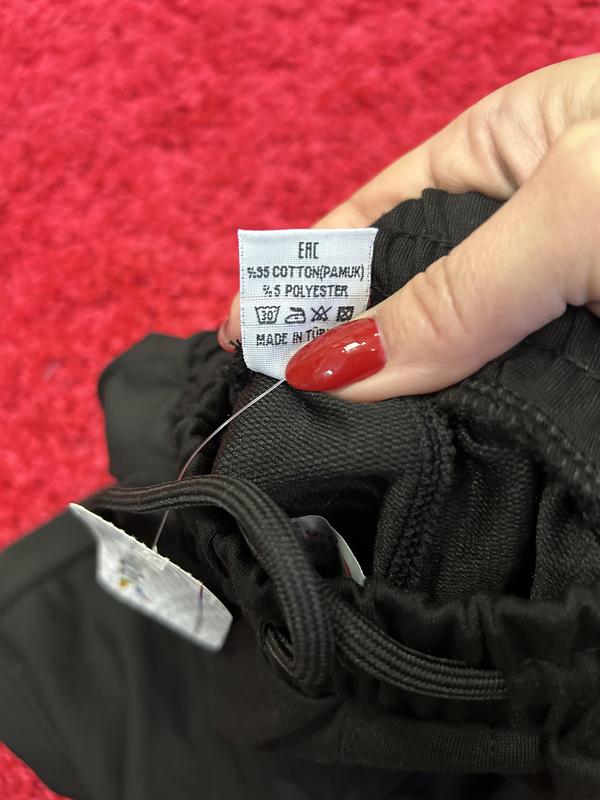 EAC
%95 COTTON(PAMUK)
%5 POLYESTER
30
MADE IN